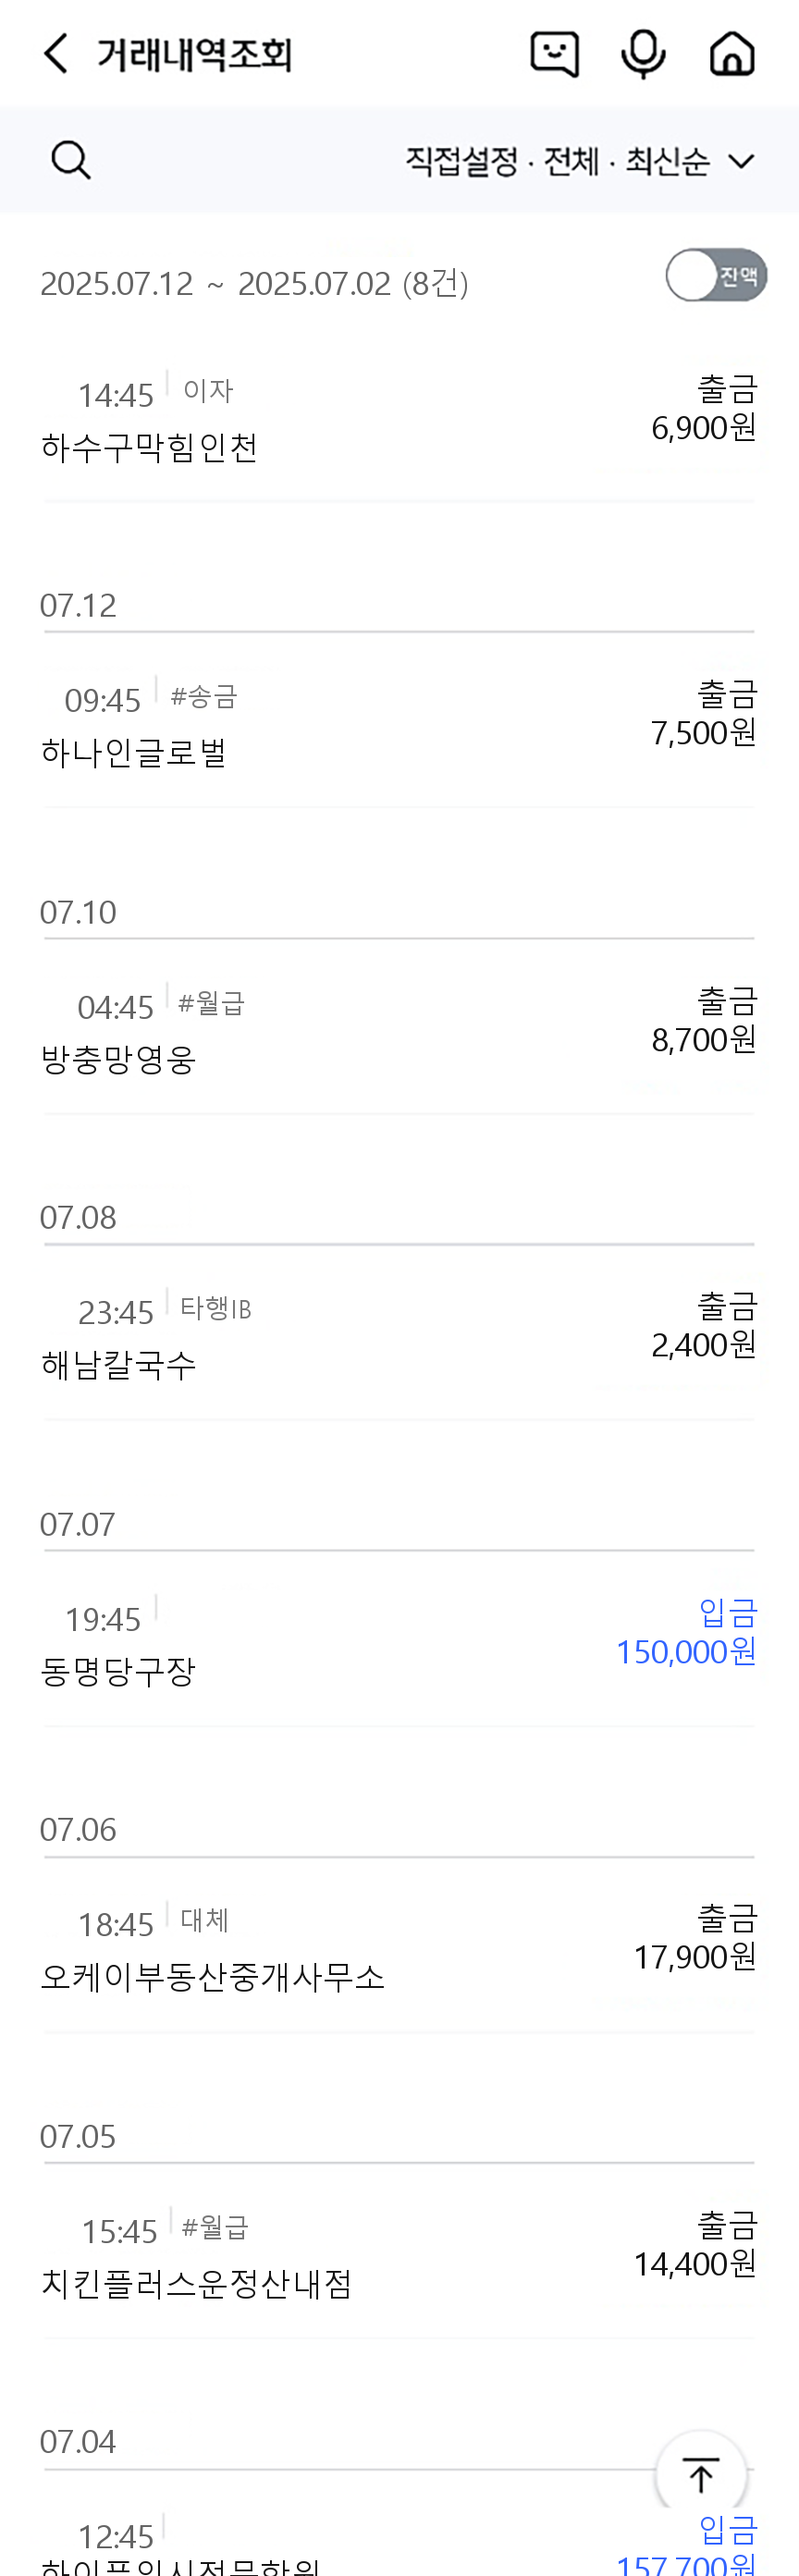 거래내역조회
직접설정 · 전체 · 최신순
2025.07.12 ~ 2025.07.02 (8건)
잔액
14:45 이자
출금
하수구막힘인천
6,900원
07.12
09:45 #송금
출금
하나인글로벌
7,500원
07.10
04:45 #월급
출금
방충망영웅
8,700원
07.08
23:45 타행IB
출금
해남칼국수
2,400원
07.07
19:45
입금
동명당구장
150,000원
07.06
18:45 대체
출금
오케이부동산중개사무소
17,900원
07.05
15:45 #월급
출금
치킨플러스운정산내점
14,400원
07.04
12:45
입금
157,700원